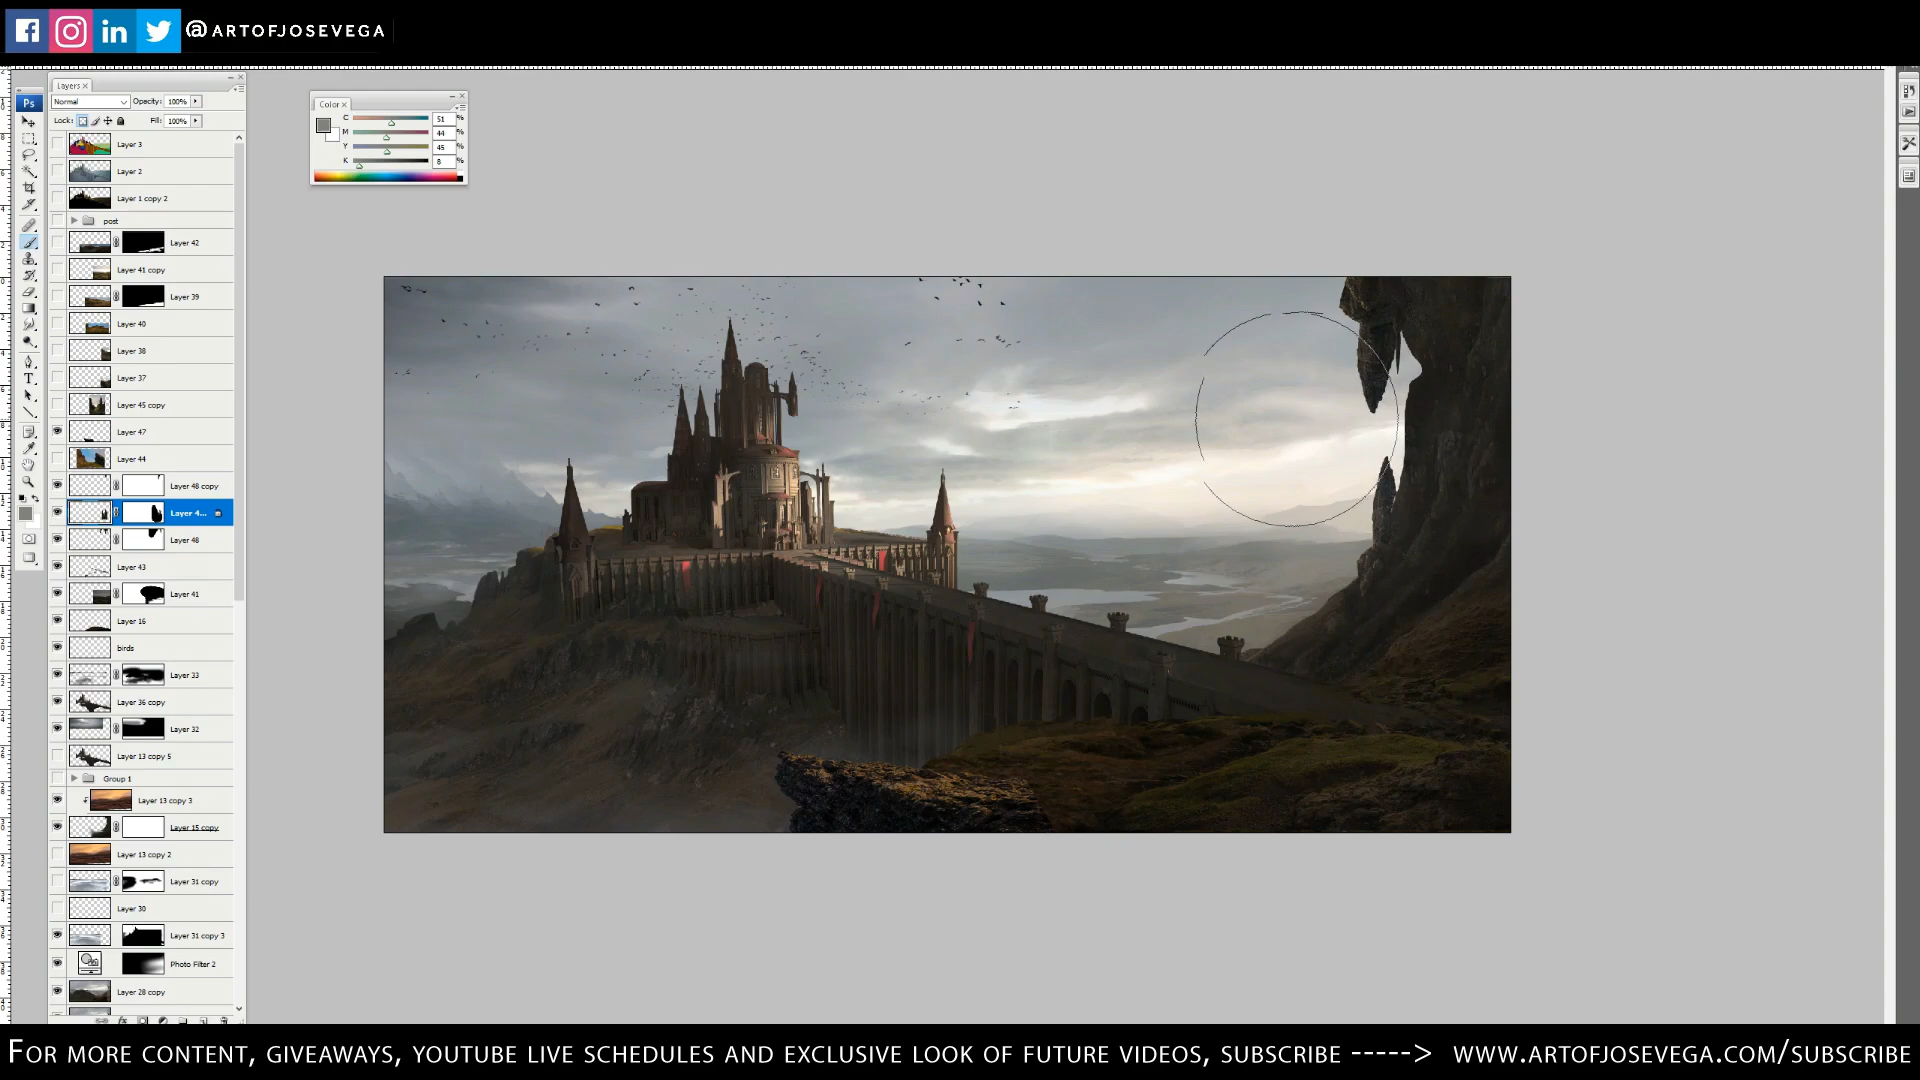 @ARTOFJOSEVEGA
Layers
Normal Opacity: 100%
Lock: Fill: 100%
Layer 3
Layer 2
Layer 1 copy 2
post
Layer 42
Layer 41 copy
Layer 39
Layer 40
Layer 38
Layer 37
Layer 45 copy
Layer 47
Layer 44
Layer 48 copy
Layer 4...
Layer 48
Layer 43
Layer 41
Layer 16
birds
Layer 33
Layer 36 copy
Layer 32
Layer 13 copy 5
Group 1
Layer 13 copy 3
Layer 15 copy
Layer 13 copy 2
Layer 31 copy
Layer 30
Layer 31 copy 3
Photo Filter 2
Layer 28 copy
Ps
Color
C 51 %
M 44 %
Y 45 %
K 8 %
FOR MORE CONTENT, GIVEAWAYS, YOUTUBE LIVE SCHEDULES AND EXCLUSIVE LOOK OF FUTURE VIDEOS, SUBSCRIBE -----> WWW.ARTOFJOSEVEGA.COM/SUBSCRIBE